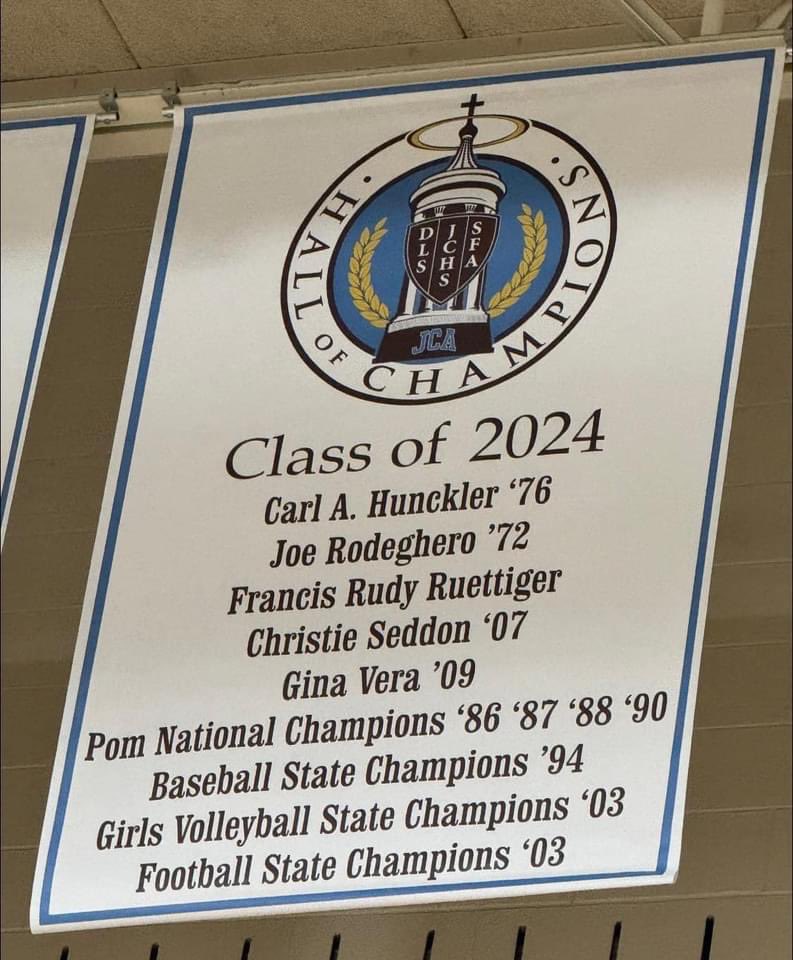 HALL OF CHAMPIONS
DLS
JCHS
SFA
JCA
Class of 2024
Carl A. Hunckler ‘76
Joe Rodeghero ’72
Francis Rudy Ruettiger
Christie Seddon ‘07
Gina Vera ’09
Pom National Champions ‘86 ‘87 ‘88 ‘90
Baseball State Champions ’94
Girls Volleyball State Champions ‘03
Football State Champions ‘03